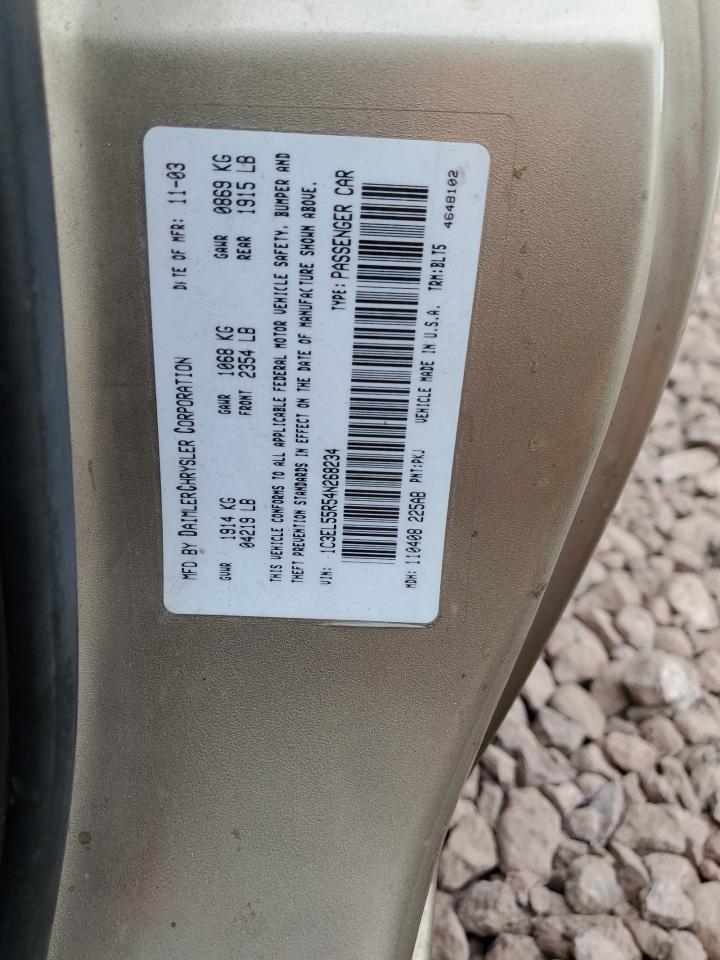 MFD BY DAIMLERCHRYSLER CORPORATION DATE OF MFR: 11-03
GVWR 1914 KG GAWR 1068 KG GAWR 0869 KG
04219 LB FRONT 2354 LB REAR 1915 LB
THIS VEHICLE CONFORMS TO ALL APPLICABLE FEDERAL MOTOR VEHICLE SAFETY, BUMPER AND
THEFT PREVENTION STANDARDS IN EFFECT ON THE DATE OF MANUFACTURE SHOWN ABOVE.
VIN: 1C3EL55R54N268234 TYPE: PASSENGER CAR
MDH: 110408 225AB PNT:PKJ VEHICLE MADE IN U.S.A. TRM:BLT5 4648102